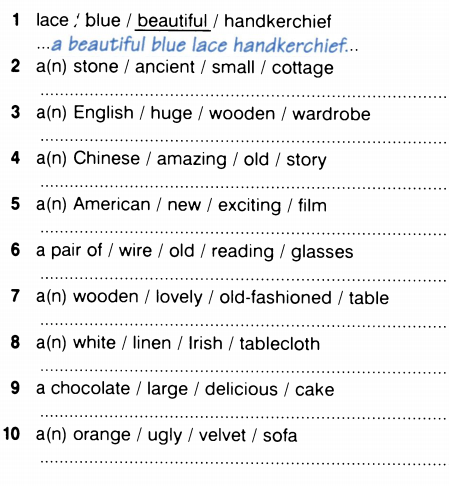 1 lace / blue / beautiful / handkerchief
...a beautiful blue lace handkerchief...
2 a(n) stone / ancient / small / cottage
3 a(n) English / huge / wooden / wardrobe
4 a(n) Chinese / amazing / old / story
5 a(n) American / new / exciting / film
6 a pair of / wire / old / reading / glasses
7 a(n) wooden / lovely / old-fashioned / table
8 a(n) white / linen / Irish / tablecloth
9 a chocolate / large / delicious / cake
10 a(n) orange / ugly / velvet / sofa